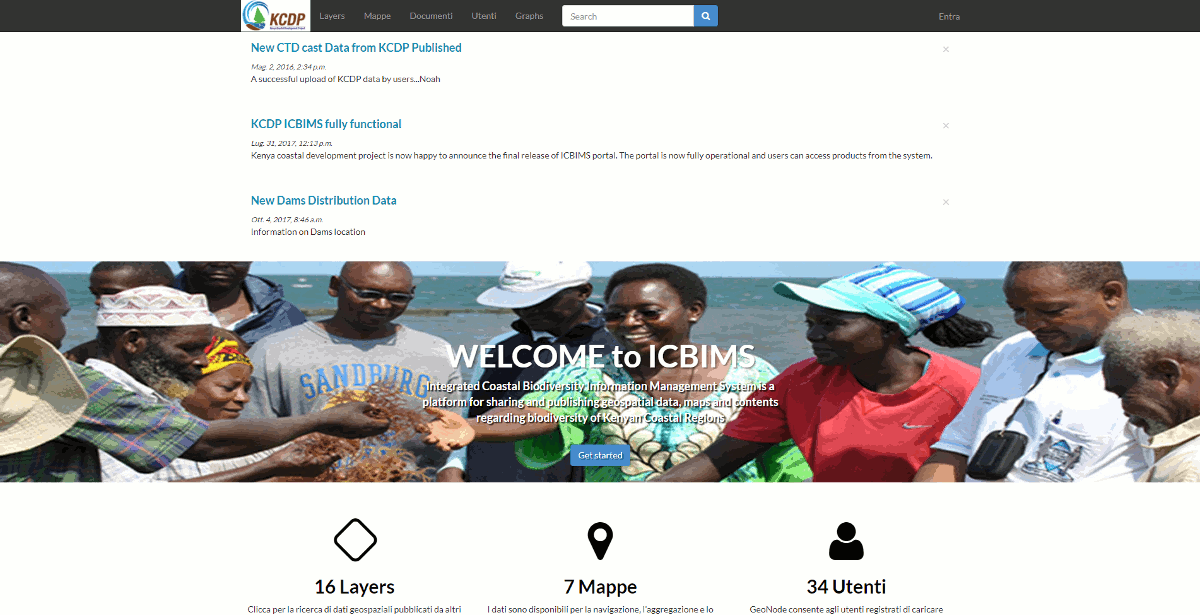 KCDP
Layers Mappe Documenti Utenti Graphs Search Entra
New CTD cast Data from KCDP Published
×
Mag. 2, 2016, 2:34 p.m.
A successful upload of KCDP data by users...Noah
KCDP ICBIMS fully functional
×
Lug. 31, 2017, 12:13 p.m.
Kenya coastal development project is now happy to announce the final release of ICBIMS portal. The portal is now fully operational and users can access products from the system.
New Dams Distribution Data
×
Ott. 4, 2017, 8:46 a.m.
Information on Dams location
SANDBURG
WELCOME to ICBIMS
Integrated Coastal Biodiversity Information Management System is a
platform for sharing and publishing geospatial data, maps and contents
regarding biodiversity of Kenyan Coastal Regions
Get started
16 Layers
7 Mappe
34 Utenti
Clicca per la ricerca di dati geospaziali pubblicati da altri
I dati sono disponibili per la navigazione, l'aggregazione e lo
GeoNode consente agli utenti registrati di caricare